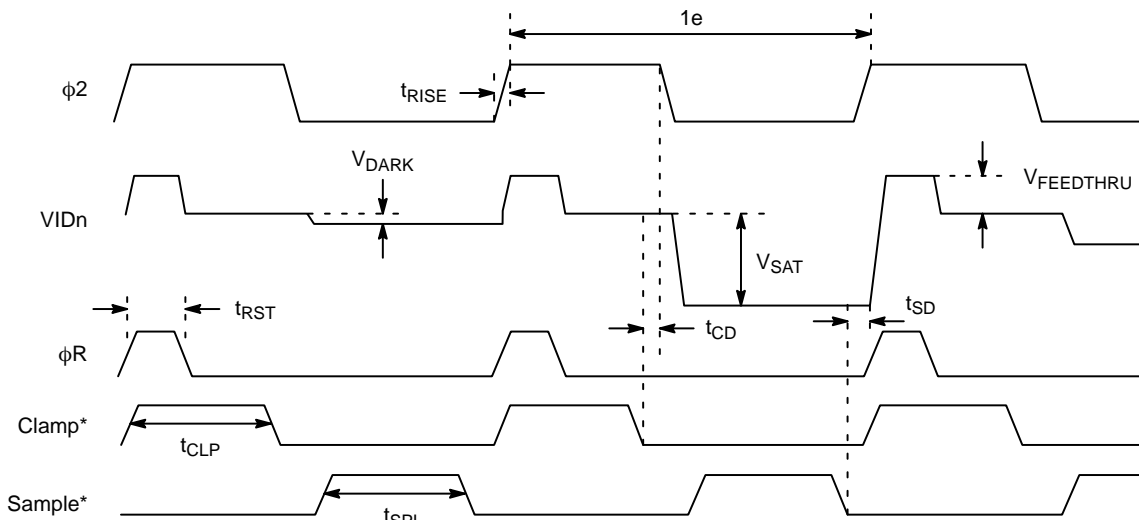 1e
ϕ2
tRISE
VDARK
VFEEDTHRU
VIDn
VSAT
tRST
tSD
tCD
ϕR
Clamp*
tCLP
Sample*